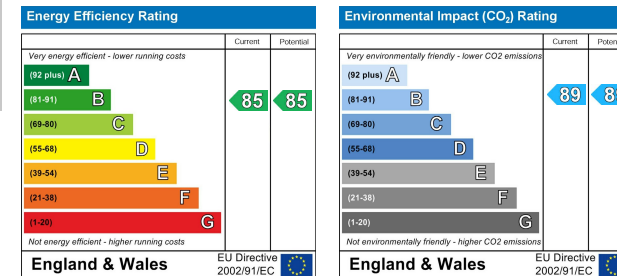 Energy Efficiency Rating
Current Potential
Very energy efficient - lower running costs
(92 plus) A
(81-91) B
(69-80) C
(55-68) D
(39-54) E
(21-38) F
(1-20) G
85 85
Not energy efficient - higher running costs
England & Wales
EU Directive
2002/91/EC
Environmental Impact (CO₂) Rating
Current Poten
Very environmentally friendly - lower CO2 emissions
(92 plus) A
(81-91) B
(69-80) C
(55-68) D
(39-54) E
(21-38) F
(1-20) G
89 8
Not environmentally friendly - higher CO2 emissions
England & Wales
EU Directive
2002/91/EC